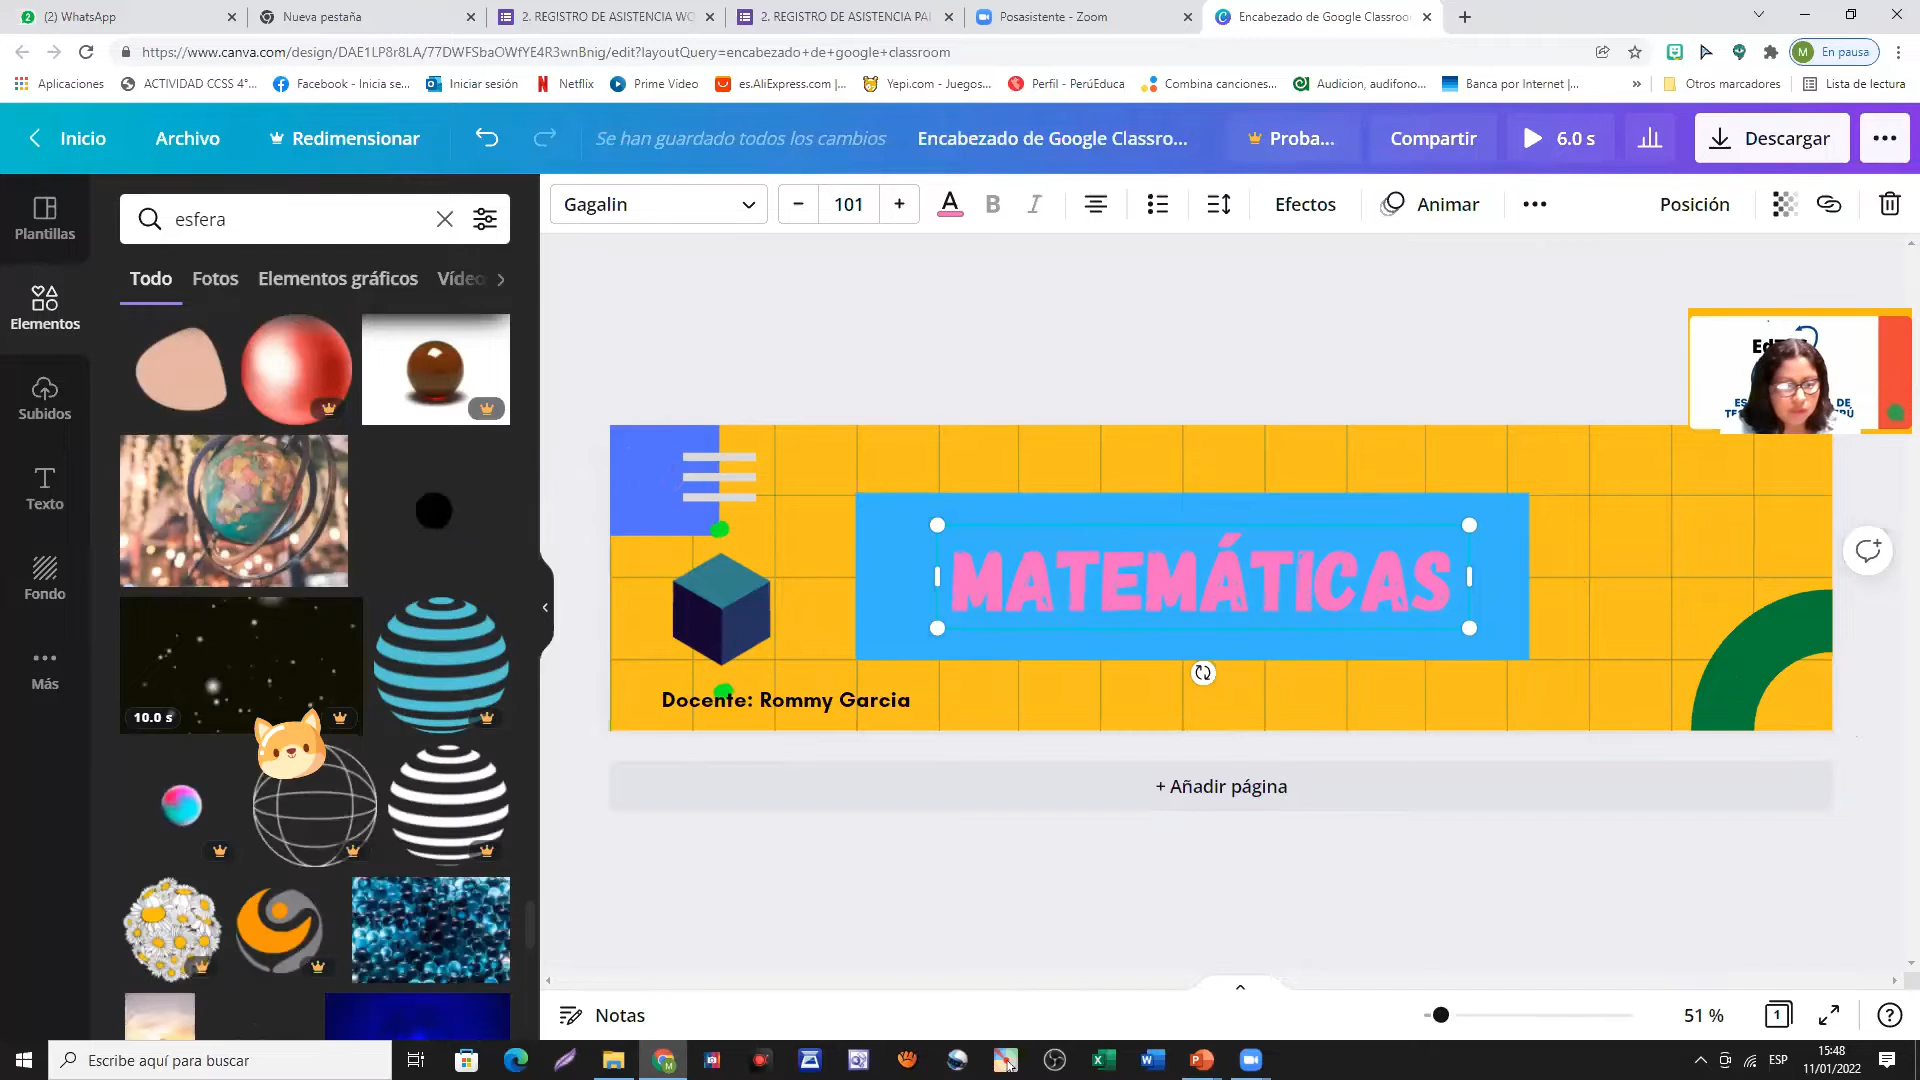 (2) WhatsApp
Nueva pestaña
2. REGISTRO DE ASISTENCIA WO
2. REGISTRO DE ASISTENCIA PAI
Posasistente - Zoom
Encabezado de Google Classroom
https://www.canva.com/design/DAE1LP8r8LA/77DWFSbaOWfYE4R3wnBnig/edit?layoutQuery=encabezado+de+google+classroom
M
En pausa
Aplicaciones
ACTIVIDAD CCSS 4°...
Facebook - Inicia se...
Iniciar sesión
Netflix
Prime Video
es.AliExpress.com |...
Yepi.com - Juegos...
Perfil - PerúEduca
Combina canciones...
Audicion, audifono...
Banca por Internet |...
»
Otros marcadores
Lista de lectura
Inicio
Archivo
Redimensionar
Se han guardado todos los cambios
Encabezado de Google Classro...
Proba...
Compartir
6.0 s
Descargar
Plantillas
Elementos
Subidos
Texto
Fondo
Más
esfera
Todo
Fotos
Elementos gráficos
Vídeo
10.0 s
Gagalin
101
A
B
I
Efectos
Animar
Posición
MATEMÁTICAS
Docente: Rommy Garcia
+ Añadir página
Notas
51 %
1
Escribe aquí para buscar
ESP
15:48
11/01/2022